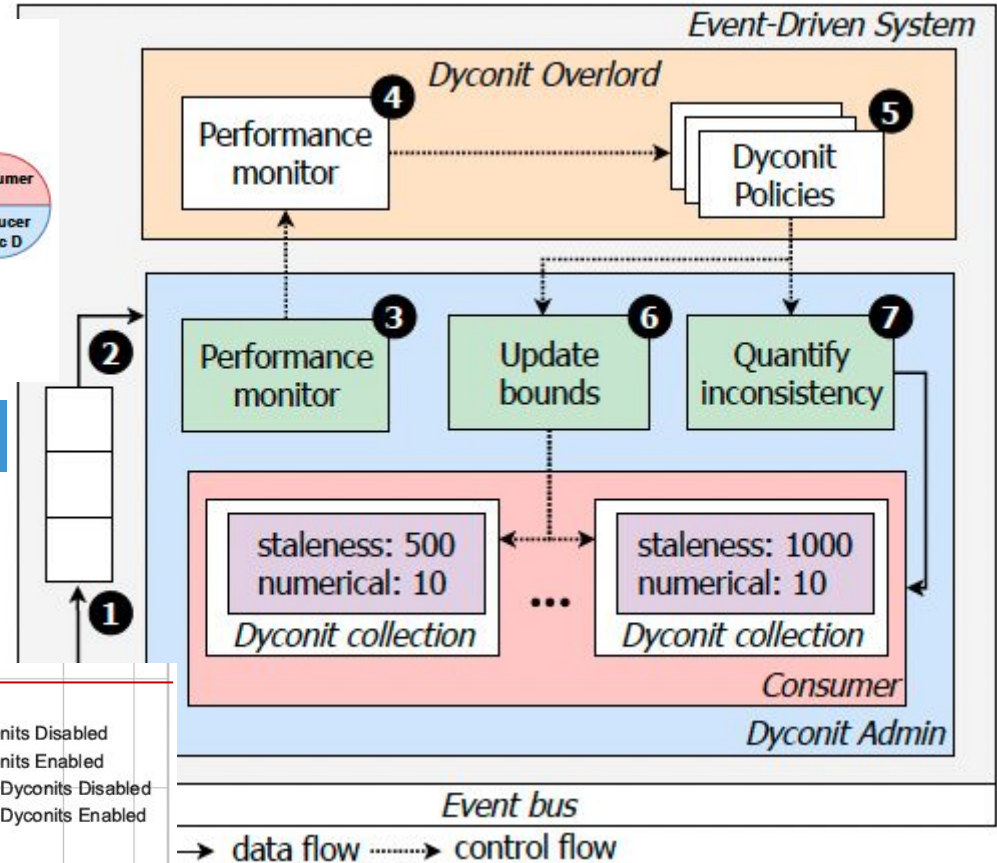 Event-Driven System
Dyconit Overlord
4
5
Performance
monitor
Dyconit
Policies
umer
ucer
c D
2
3
6
7
Performance
monitor
Update
bounds
Quantify
inconsistency
staleness: 500
numerical: 10
Dyconit collection
...
staleness: 1000
numerical: 10
Dyconit collection
1
Consumer
Dyconit Admin
nits Disabled
nits Enabled
Dyconits Disabled
Dyconits Enabled
Event bus
data flow
control flow